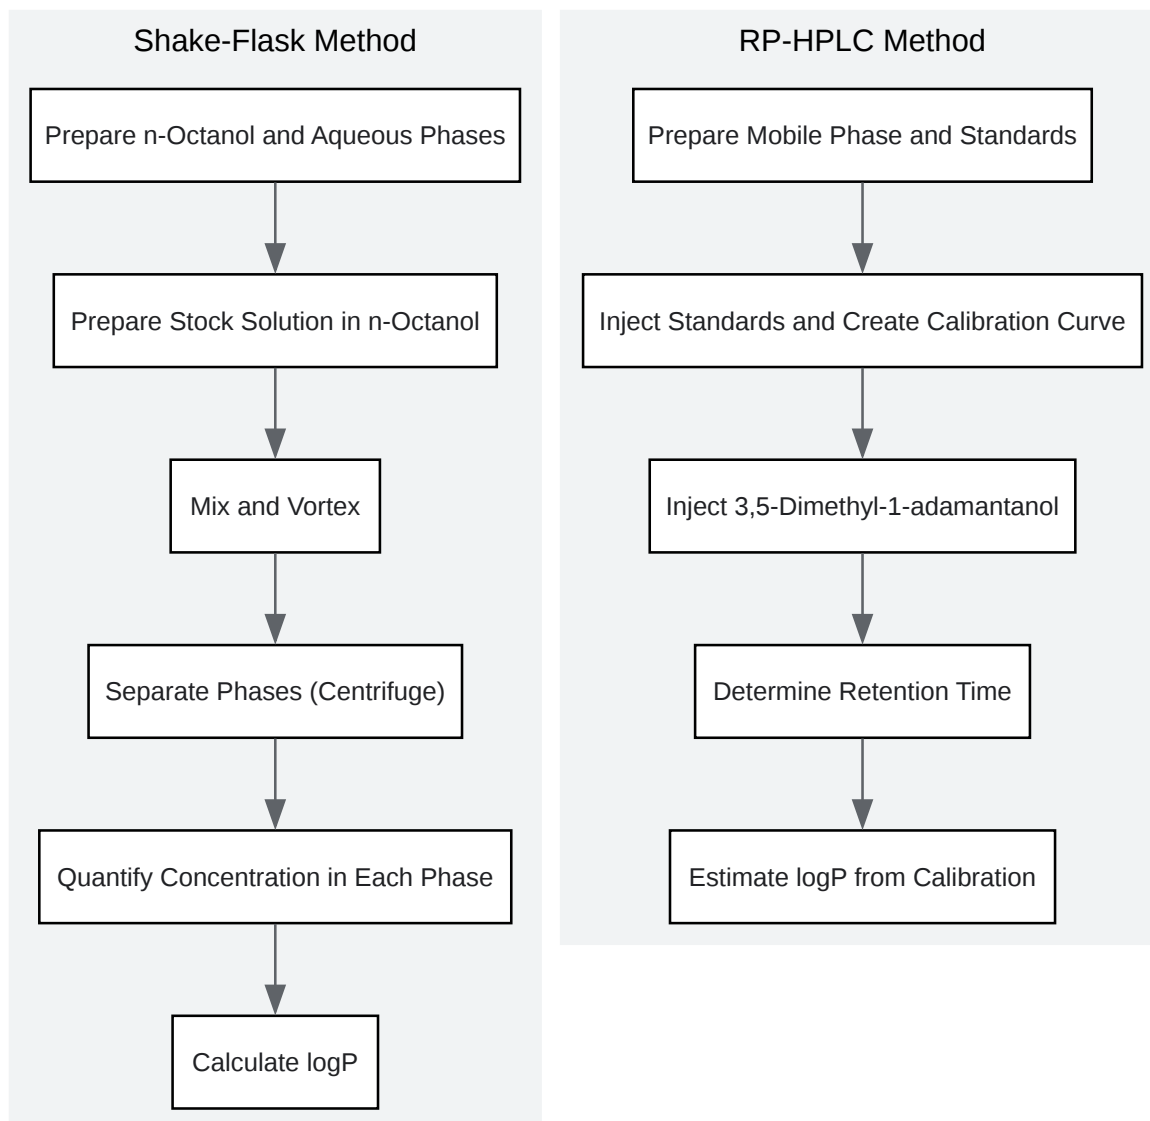 Shake-Flask Method
Prepare n-Octanol and Aqueous Phases
Prepare Stock Solution in n-Octanol
Mix and Vortex
Separate Phases (Centrifuge)
Quantify Concentration in Each Phase
Calculate logP
RP-HPLC Method
Prepare Mobile Phase and Standards
Inject Standards and Create Calibration Curve
Inject 3,5-Dimethyl-1-adamantanol
Determine Retention Time
Estimate logP from Calibration